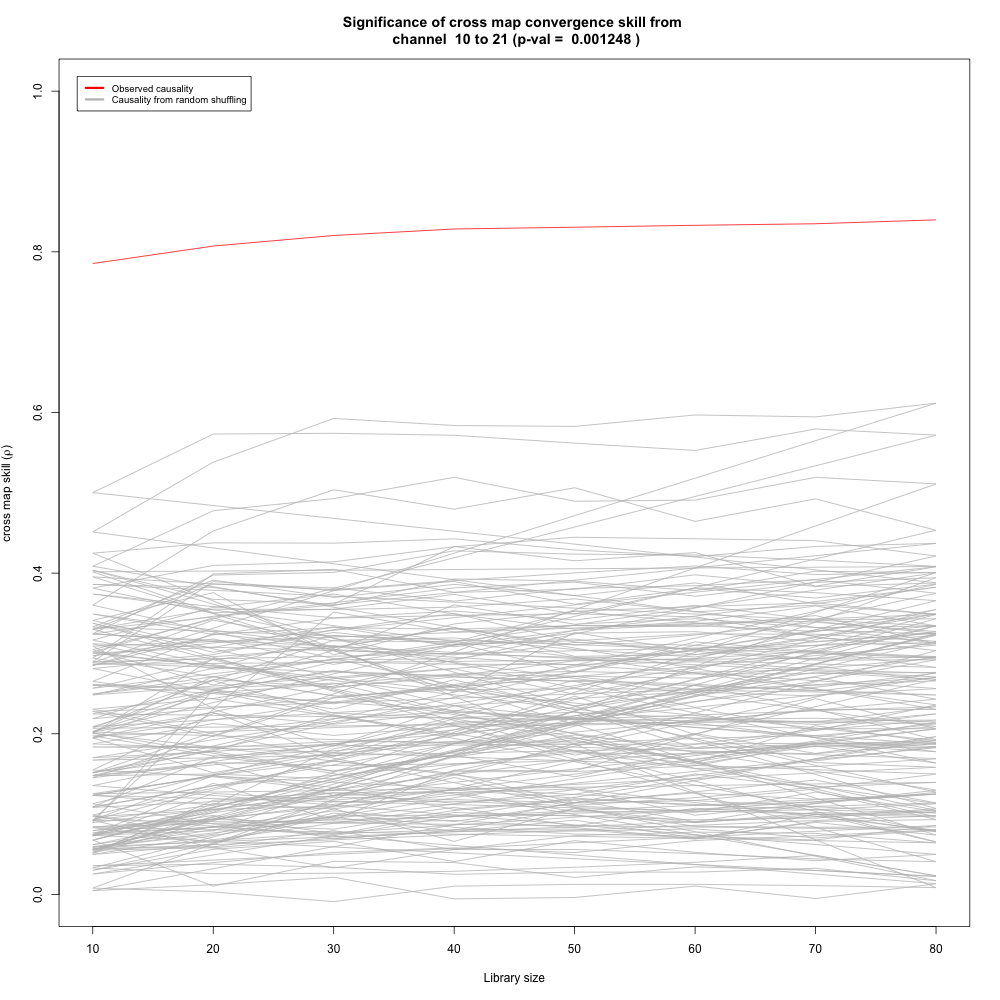 Significance of cross map convergence skill from
channel  10 to 21 (p-val =  0.001248 )
Observed causality
Causality from random shuffling
cross map skill (ρ)
1.0
0.8
0.6
0.4
0.2
0.0
10 20 30 40 50 60 70 80
Library size